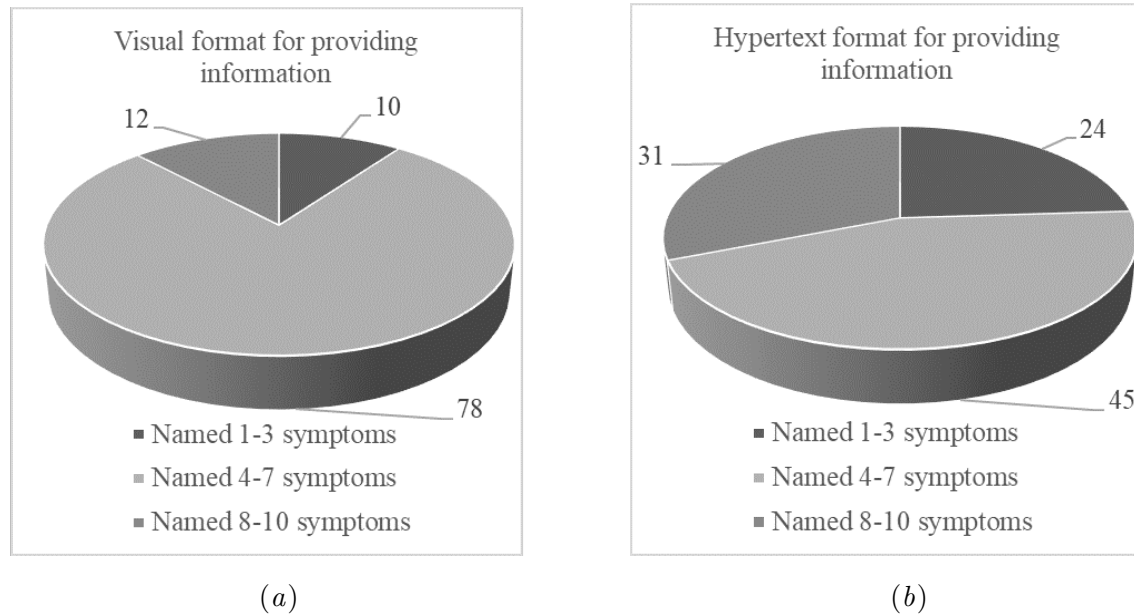 Visual format for providing
information
12
10
78
Named 1-3 symptoms
Named 4-7 symptoms
Named 8-10 symptoms
(a)
Hypertext format for providing
information
31
24
45
Named 1-3 symptoms
Named 4-7 symptoms
Named 8-10 symptoms
(b)